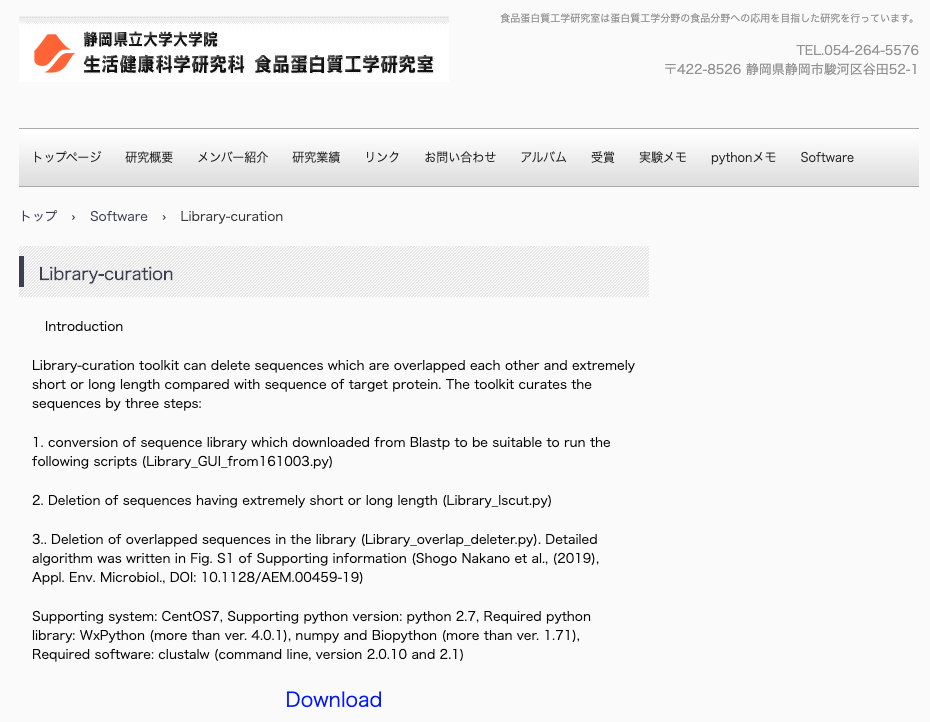 食品蛋白質工学研究室は蛋白質工学分野の食品分野への応用を目指した研究を行っています。
静岡県立大学大学院
生活健康科学研究科 食品蛋白質工学研究室
TEL.054-264-5576
〒422-8526 静岡県静岡市駿河区谷田52-1
トップページ 研究概要 メンバー紹介 研究業績 リンク お問い合わせ アルバム 受賞 実験メモ pythonメモ Software
トップ › Software › Library-curation
Library-curation
Introduction
Library-curation toolkit can delete sequences which are overlapped each other and extremely
short or long length compared with sequence of target protein. The toolkit curates the
sequences by three steps:
1. conversion of sequence library which downloaded from Blastp to be suitable to run the
following scripts (Library_GUI_from161003.py)
2. Deletion of sequences having extremely short or long length (Library_lscut.py)
3.. Deletion of overlapped sequences in the library (Library_overlap_deleter.py). Detailed
algorithm was written in Fig. S1 of Supporting information (Shogo Nakano et al., (2019),
Appl. Env. Microbiol., DOI: 10.1128/AEM.00459-19)
Supporting system: CentOS7, Supporting python version: python 2.7, Required python
library: WxPython (more than ver. 4.0.1), numpy and Biopython (more than ver. 1.71),
Required software: clustalw (command line, version 2.0.10 and 2.1)
Download